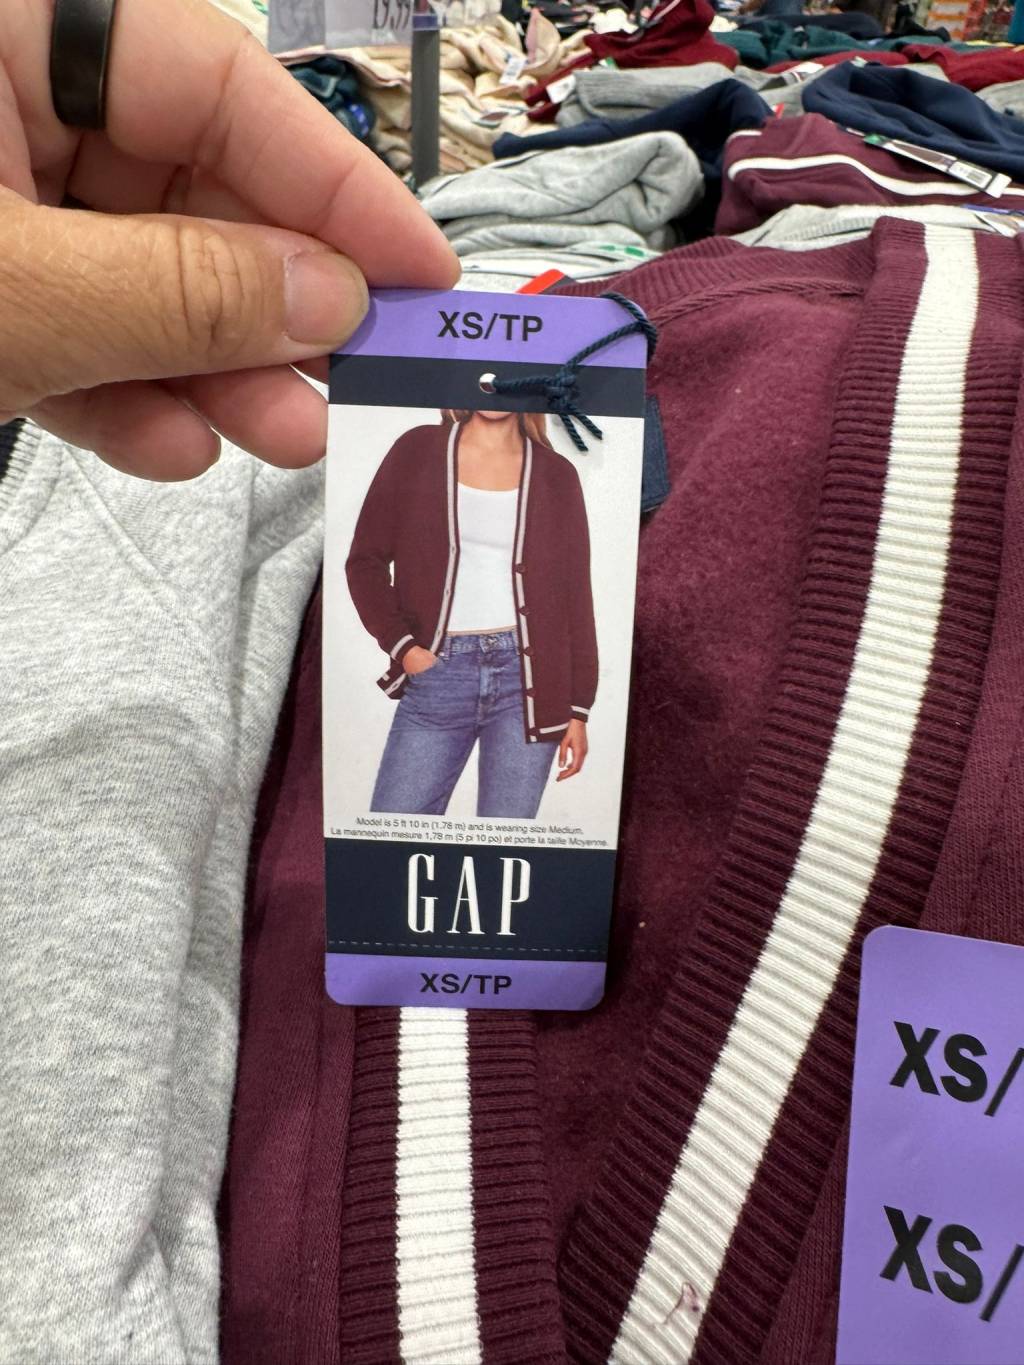 XS/TP
Model is 5 ft 10 in (1.78 m) and is wearing size Medium.
La mannequin mesure 1,78 m (5 pi 10 po) et porte la taille Moyenne.
GAP
XS/TP
XS/
XS/